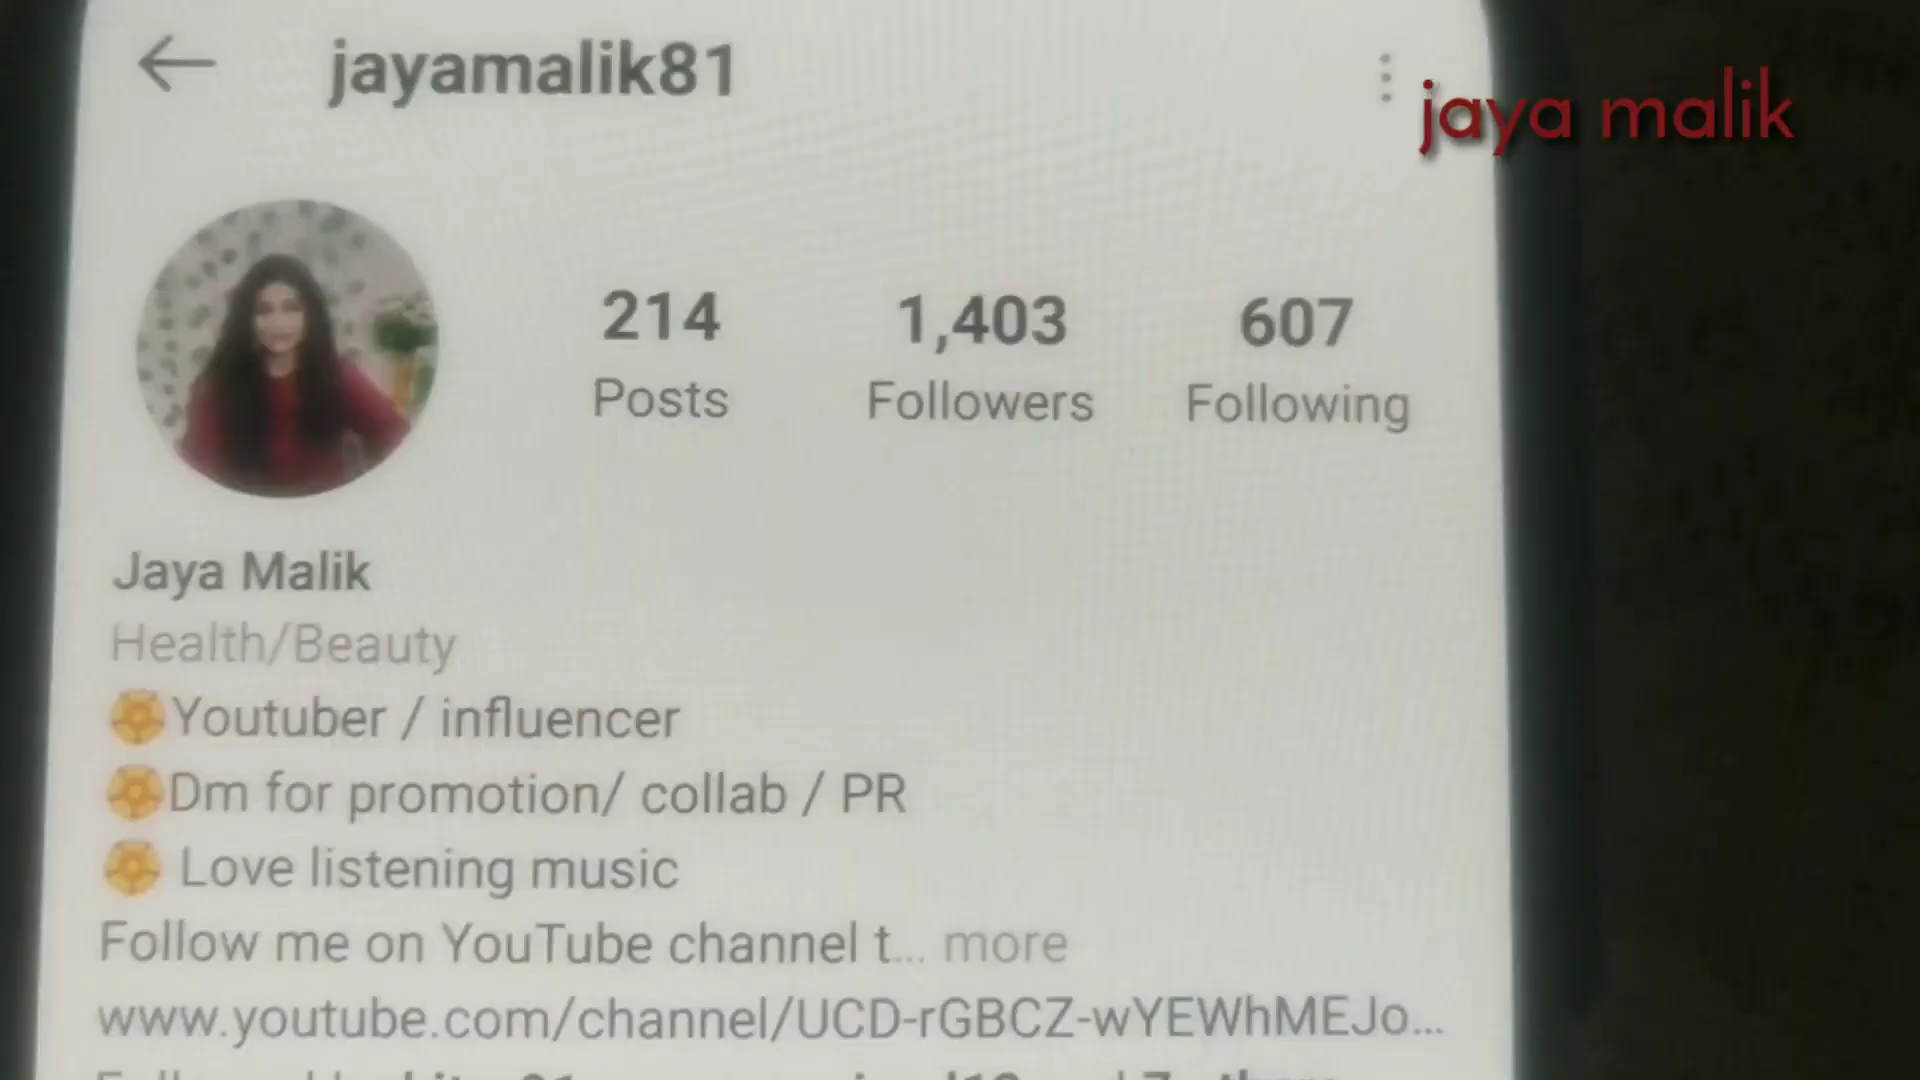 jayamalik81
jaya malik
214 1,403 607
Posts Followers Following
Jaya Malik
Health/Beauty
Youtuber / influencer
Dm for promotion/ collab / PR
Love listening music
Follow me on YouTube channel t... more
www.youtube.com/channel/UCD-rGBCZ-wYEWhMEJo...